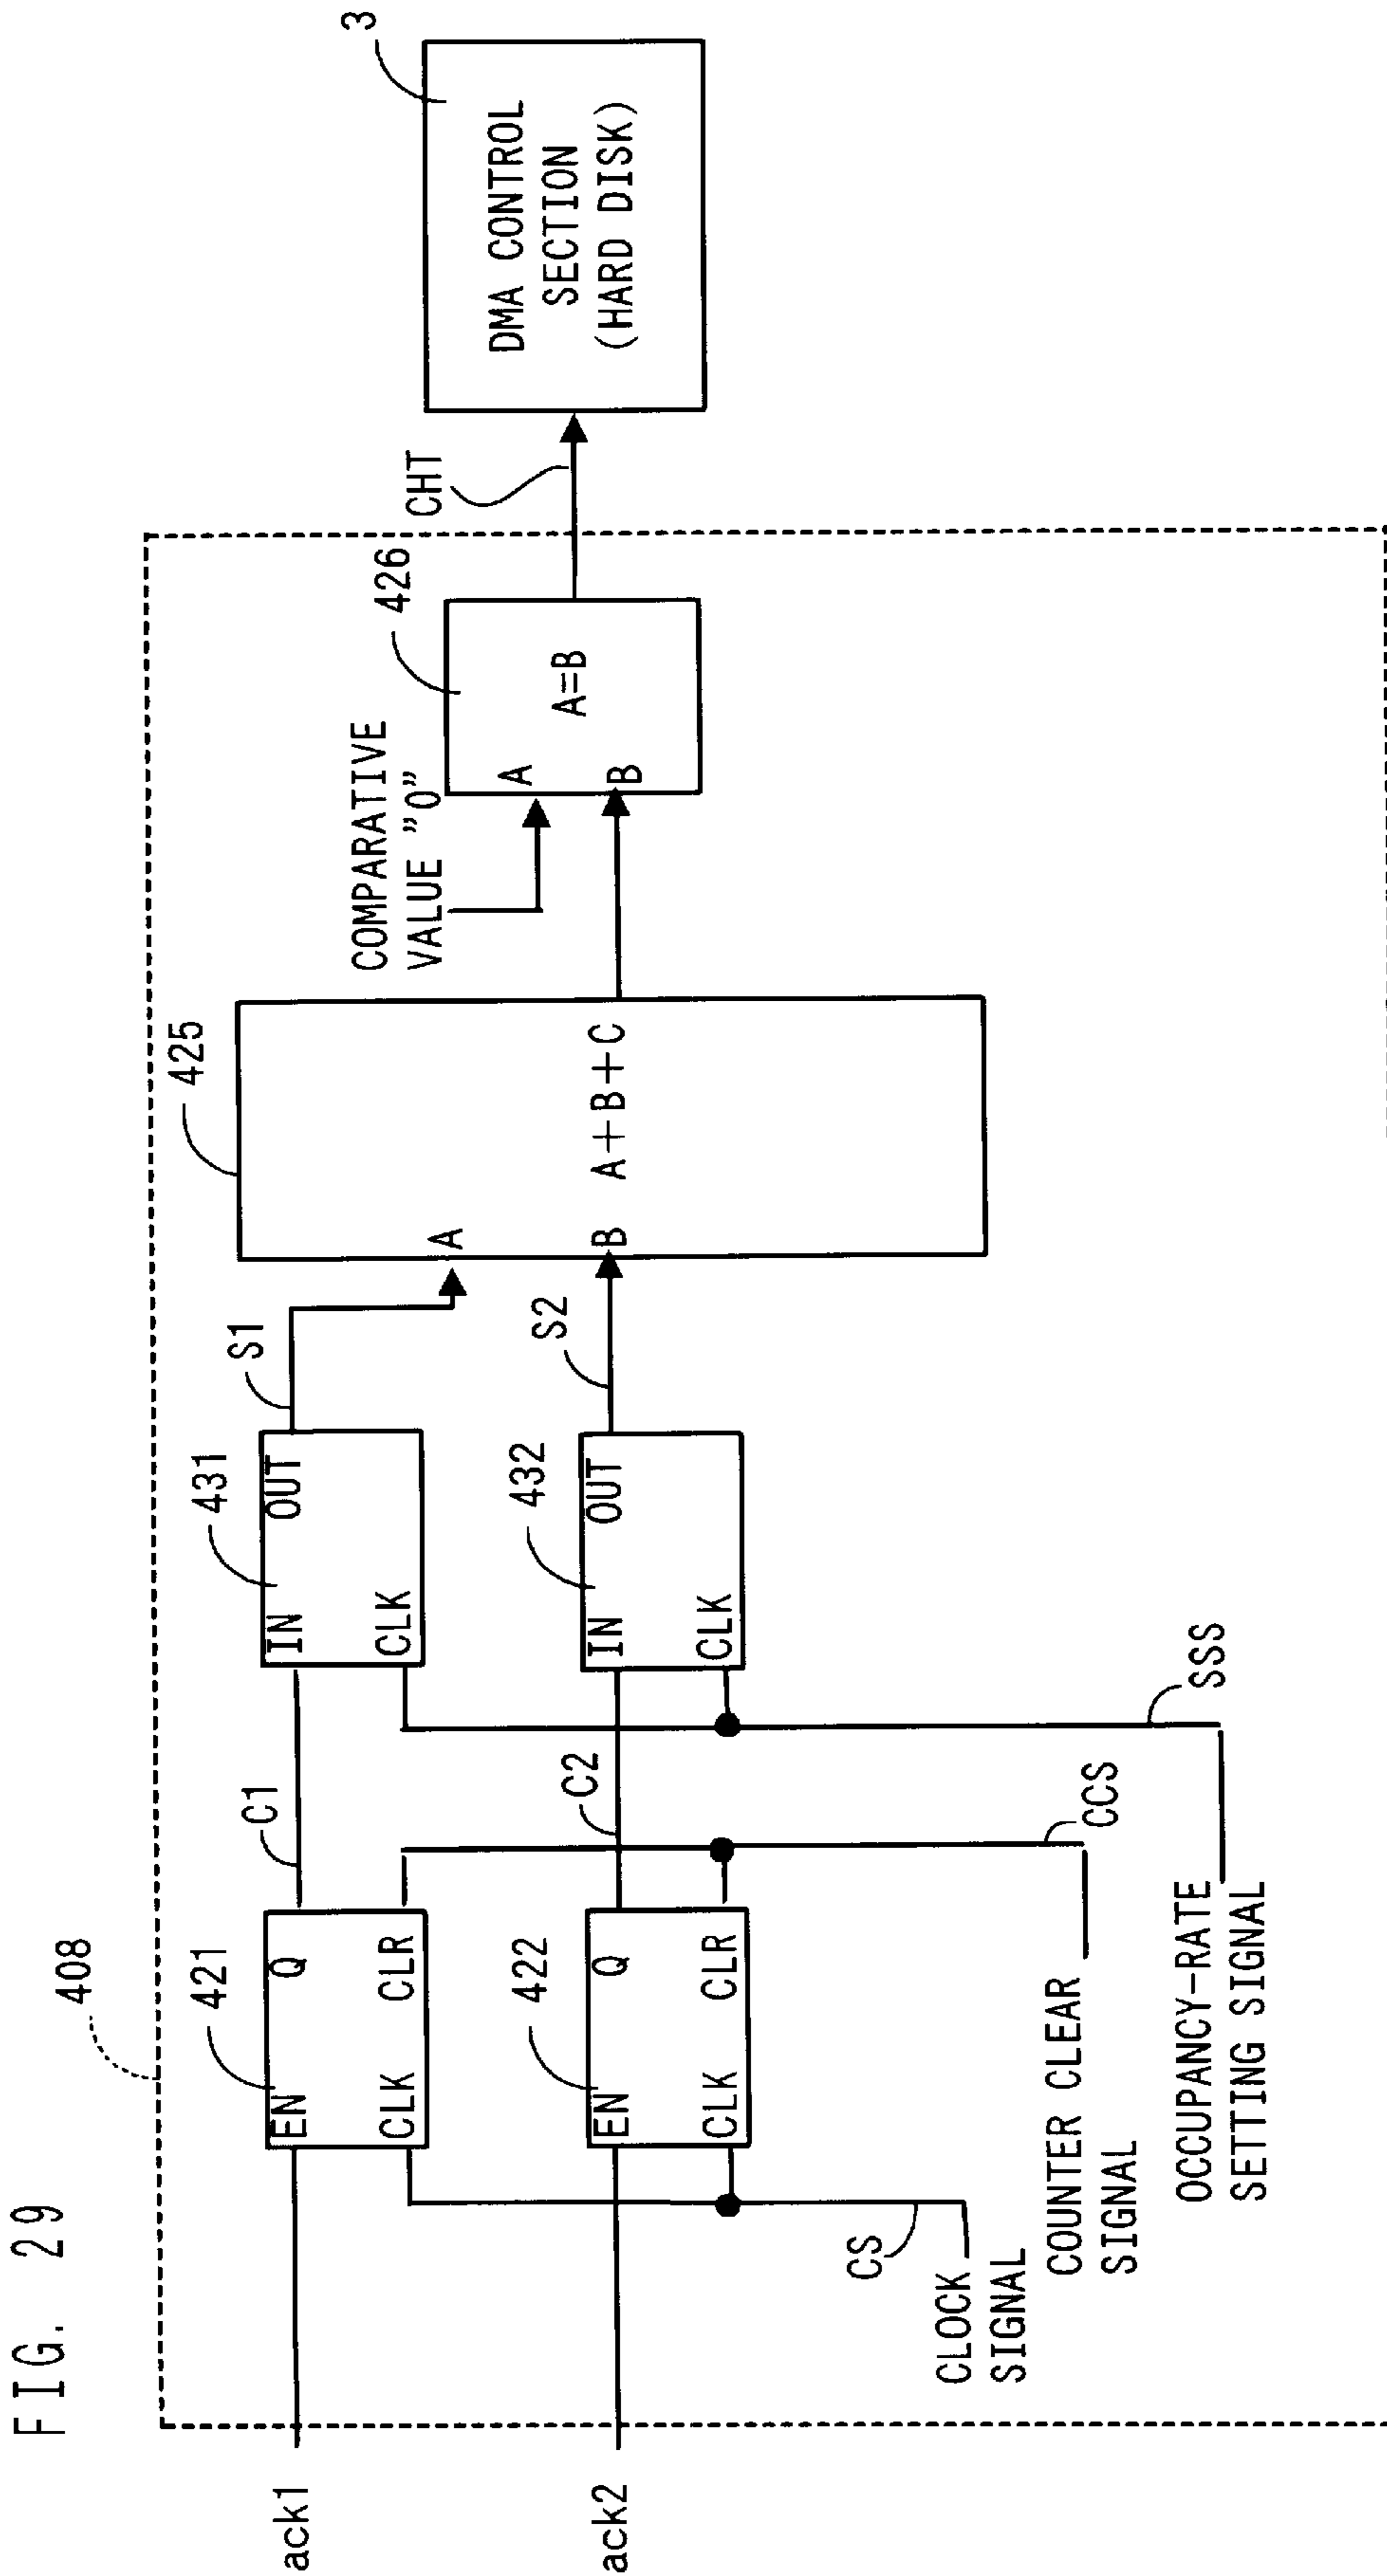 FIG. 29
408
ack1
ack2
421
EN Q
CLK CLR
422
EN Q
CLK CLR
C1
C2
431
IN OUT
CLK
432
IN OUT
CLK
S1
S2
425
A
B A+B+C
COMPARATIVE
VALUE "0"
426
A
A=B
B
CHT
3
DMA CONTROL
SECTION
(HARD DISK)
CS
CLOCK
SIGNAL
CCS
COUNTER CLEAR
SIGNAL
SSS
OCCUPANCY-RATE
SETTING SIGNAL